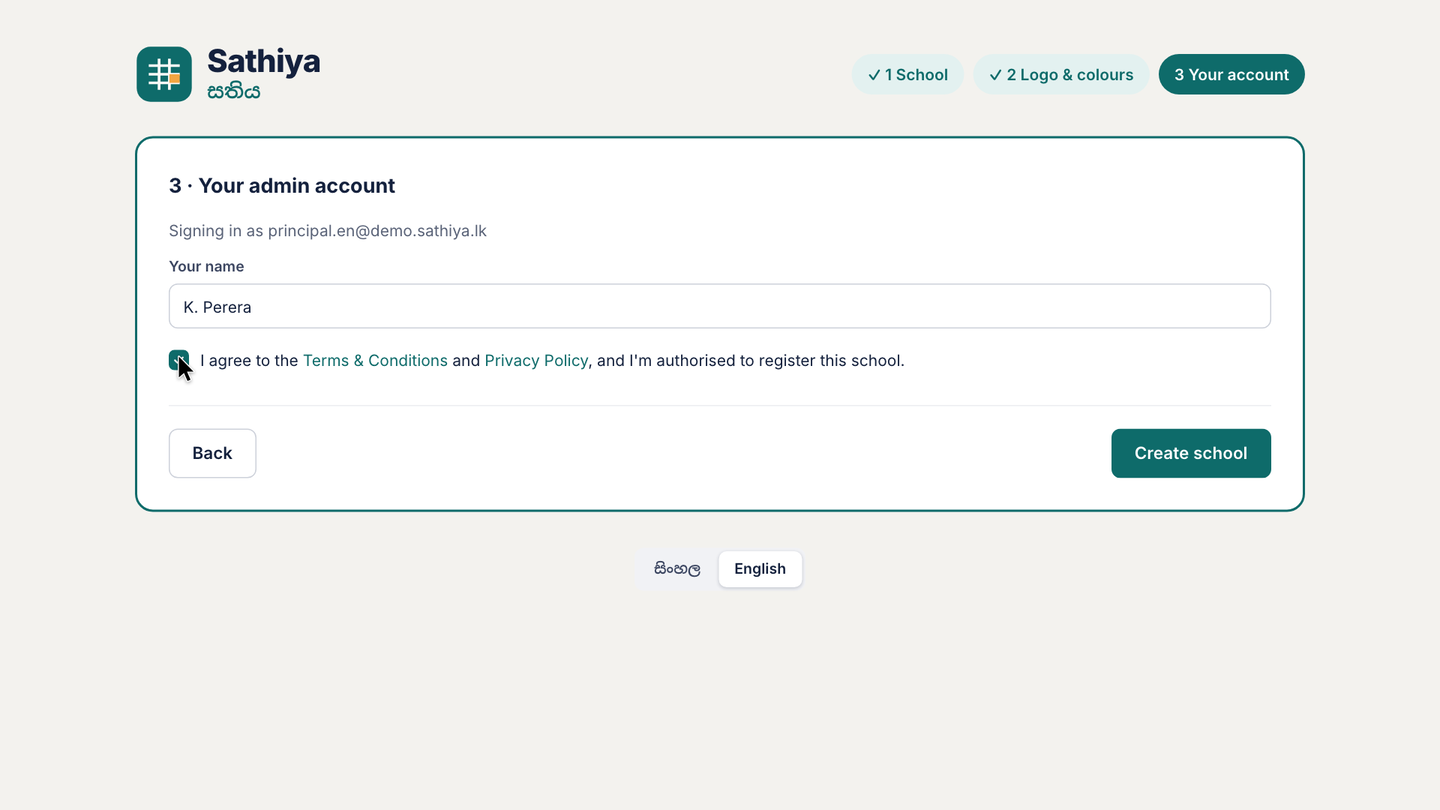 Sathiya
සතිය
✓ 1 School
✓ 2 Logo & colours
3 Your account
3 · Your admin account
Signing in as principal.en@demo.sathiya.lk
Your name
K. Perera
I agree to the Terms & Conditions and Privacy Policy, and I'm authorised to register this school.
Back
Create school
සිංහල
English